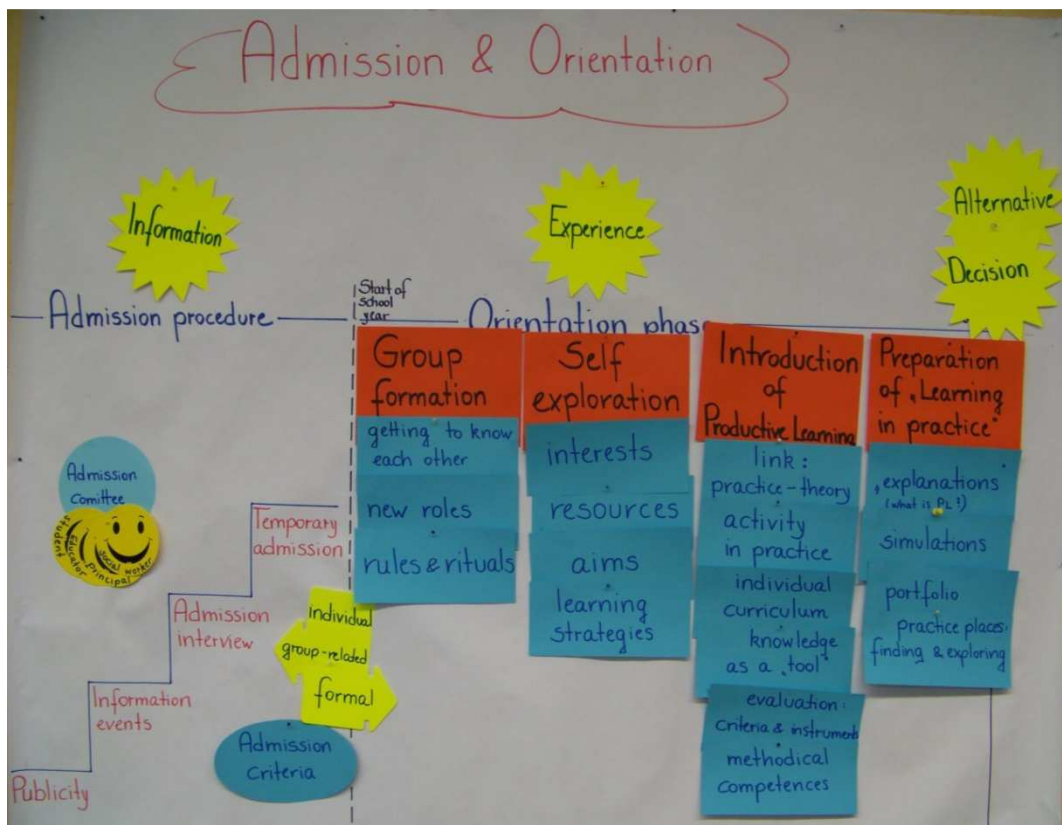 Admission & Orientation
Information
Experience
Alternative
Decision
Admission procedure
Start of
school
year
Orientation phase
Group
formation
getting to know
each other
new roles
rules & rituals
Self
exploration
interests
resources
aims
learning
strategies
Introduction
of
Productive Learning
link:
practice-theory
activity
in practice
individual
curriculum
knowledge
as a „tool“
evaluation:
criteria & instruments
methodical
competences
Preparation
of „Learning
in practice“
explanations
(what is PL?)
simulations
portfolio
practice places:
finding & exploring
Admission
Comittee
Student
Educator
Principal
Social Worker
Temporary
admission
Admission
interview
Information
events
Publicity
individual
group-related
formal
Admission
Criteria